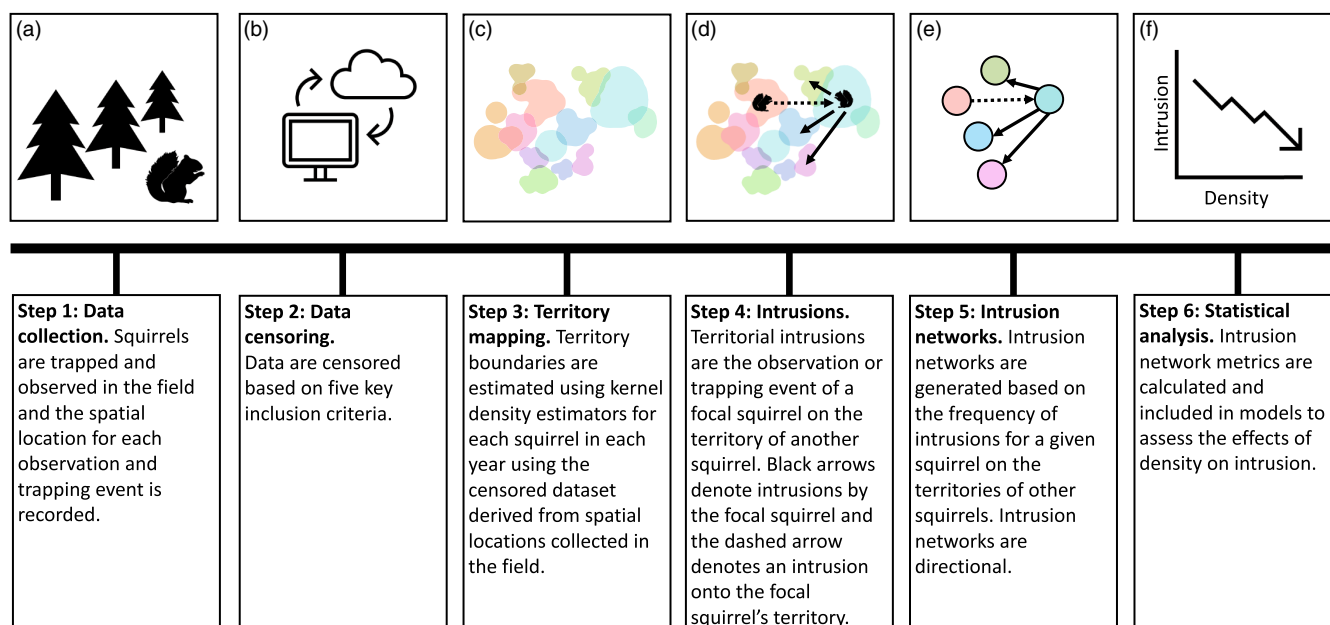 (a)
(b)
(c)
(d)
(e)
(f)
Intrusion
Density
Step 1: Data
collection. Squirrels
are trapped and
observed in the field
and the spatial
location for each
observation and
trapping event is
recorded.
Step 2: Data
censoring.
Data are censored
based on five key
inclusion criteria.
Step 3: Territory
mapping. Territory
boundaries are
estimated using kernel
density estimators for
each squirrel in each
year using the
censored dataset
derived from spatial
locations collected in
the field.
Step 4: Intrusions.
Territorial intrusions
are the observation or
trapping event of a
focal squirrel on the
territory of another
squirrel. Black arrows
denote intrusions by
the focal squirrel and
the dashed arrow
denotes an intrusion
onto the focal
squirrel’s territory.
Step 5: Intrusion
networks. Intrusion
networks are
generated based on
the frequency of
intrusions for a given
squirrel on the
territories of other
squirrels. Intrusion
networks are
directional.
Step 6: Statistical
analysis. Intrusion
network metrics are
calculated and
included in models to
assess the effects of
density on intrusion.